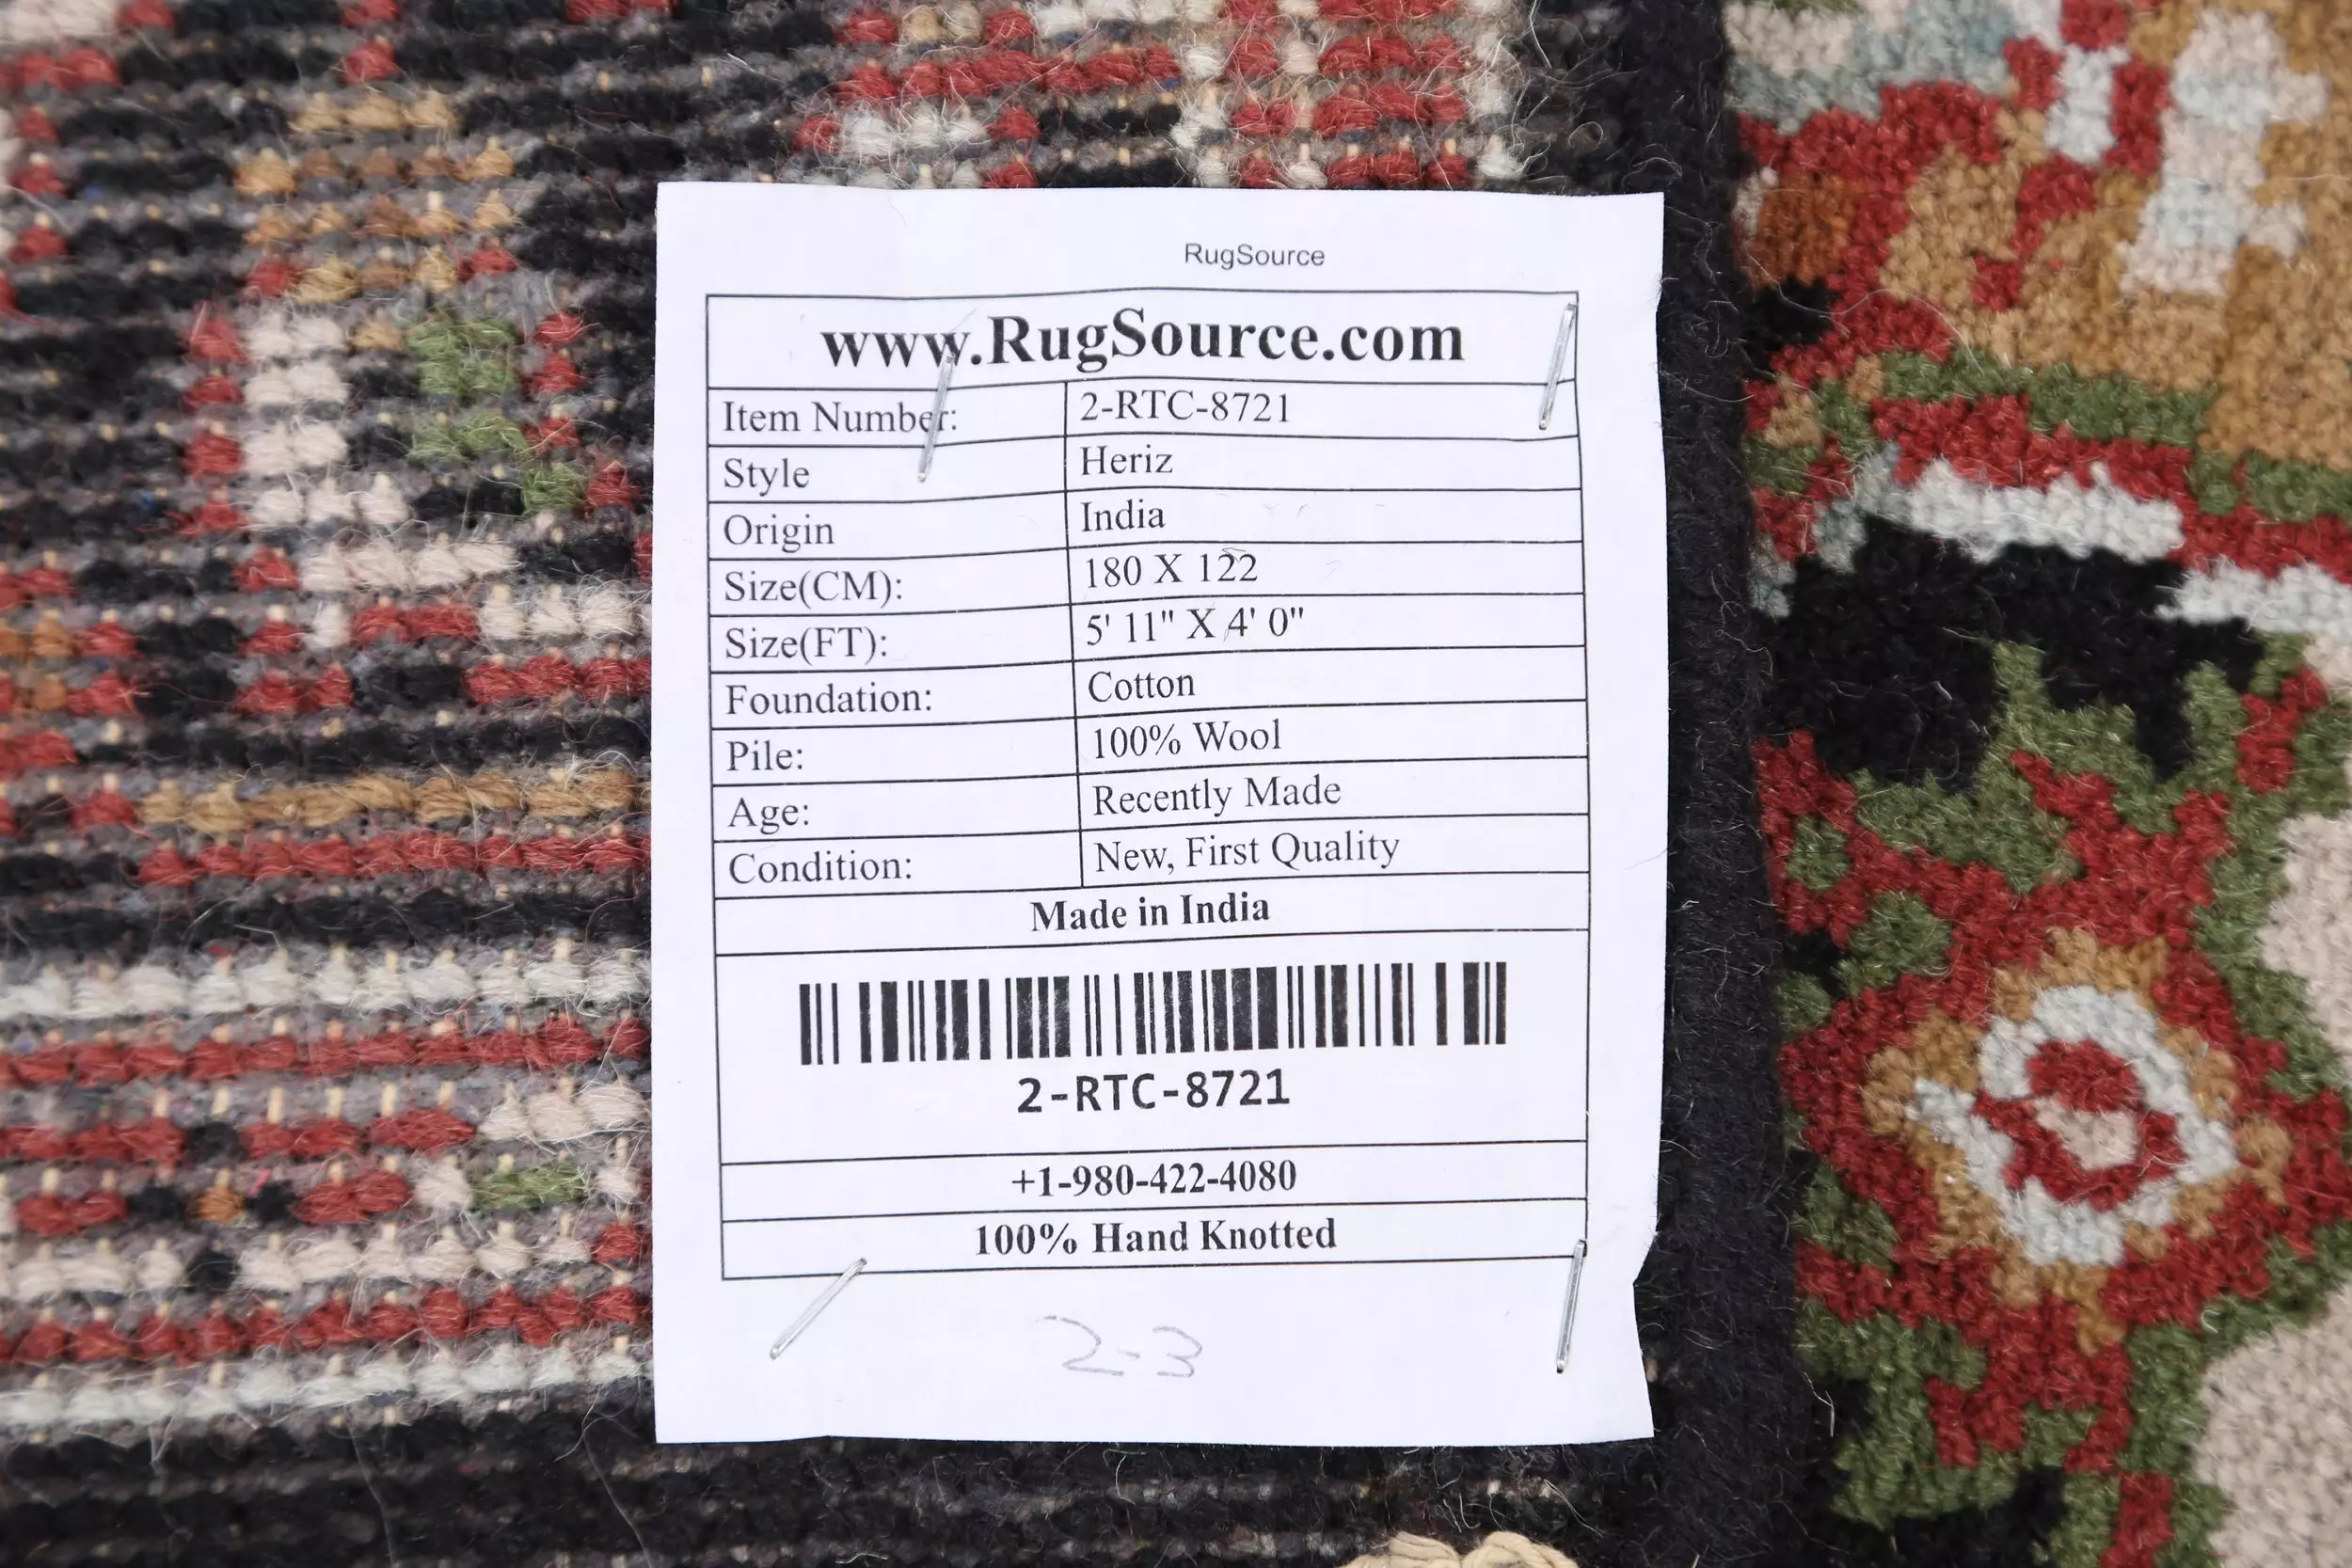 RugSource
www.RugSource.com
Item Number: 2-RTC-8721
Style Heriz
Origin India
Size(CM): 180 X 122
Size(FT): 5' 11" X 4' 0"
Foundation: Cotton
Pile: 100% Wool
Age: Recently Made
Condition: New, First Quality
Made in India
2-RTC-8721
+1-980-422-4080
100% Hand Knotted
2-3